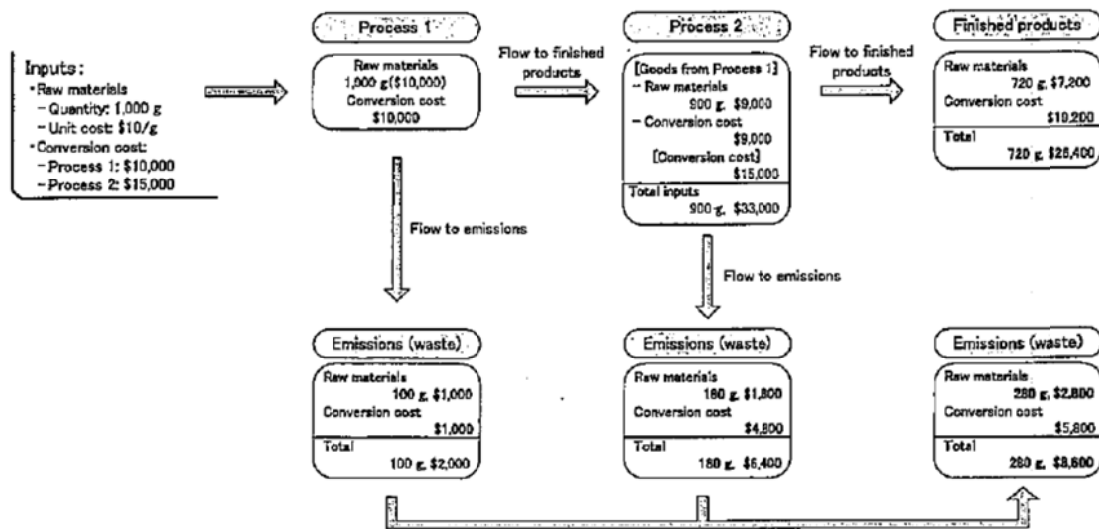 Process 1
Process 2
Finished products
Inputs:
・Raw materials
– Quantity: 1,000 g
– Unit cost: $10/g
・Conversion cost:
– Process 1: $10,000
– Process 2: $15,000
Raw materials
1,000 g($10,000)
Conversion cost
$10,000
Flow to finished
products
[Goods from Process 1]
– Raw materials
900 g, $9,000
– Conversion cost
$9,000
[Conversion cost]
$15,000
Total inputs
900 g, $33,000
Flow to finished
products
Raw materials
720 g, $7,200
Conversion cost
$19,200
Total
720 g, $26,400
Flow to emissions
Flow to emissions
Emissions (waste)
Raw materials
100 g, $1,000
Conversion cost
$1,000
Total
100 g, $2,000
Emissions (waste)
Raw materials
180 g, $1,800
Conversion cost
$4,800
Total
180 g, $6,400
Emissions (waste)
Raw materials
280 g, $2,800
Conversion cost
$5,800
Total
280 g, $8,600